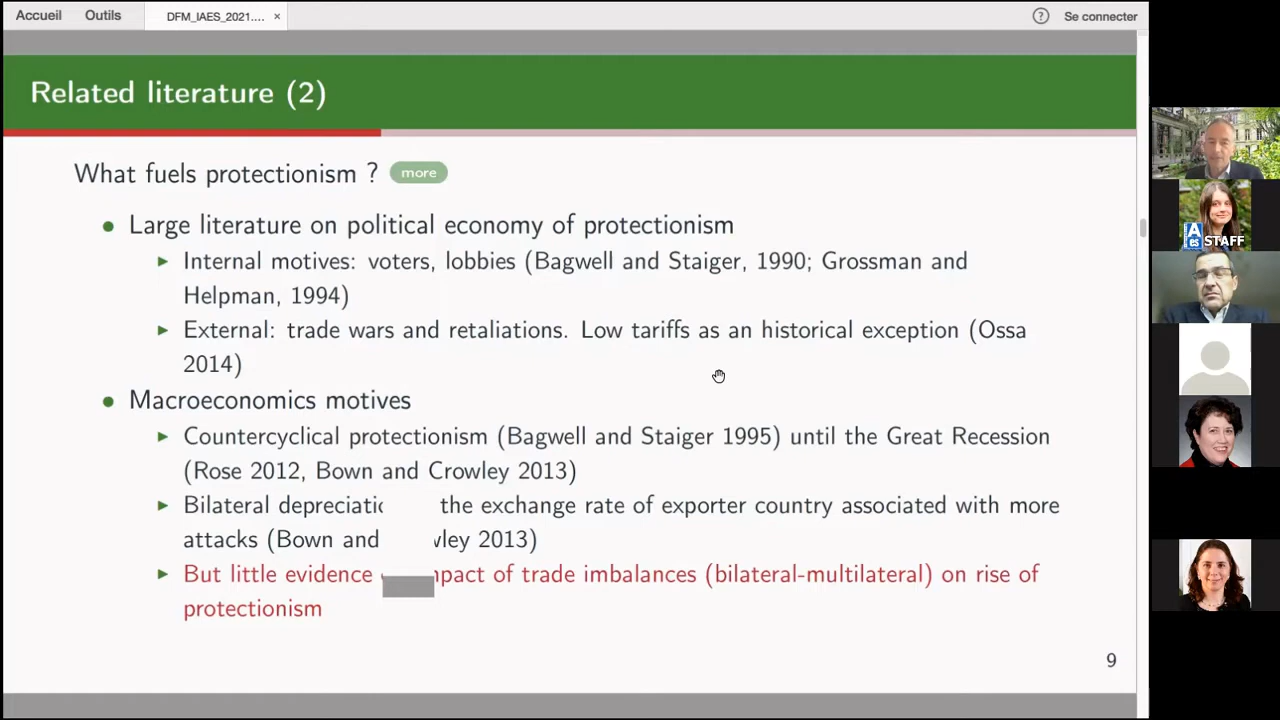 Accueil Outils DFM_IAES_2021.... × ? Se connecter
Related literature (2)
What fuels protectionism ? more
● Large literature on political economy of protectionism
► Internal motives: voters, lobbies (Bagwell and Staiger, 1990; Grossman and
Helpman, 1994)
► External: trade wars and retaliations. Low tariffs as an historical exception (Ossa
2014)
● Macroeconomics motives
► Countercyclical protectionism (Bagwell and Staiger 1995) until the Great Recession
(Rose 2012, Bown and Crowley 2013)
► Bilateral the exchange rate of exporter country associated with more
attacks (Bown and 2013)
► But little evidence of trade imbalances (bilateral-multilateral) on rise of
protectionism
9
A
es STAFF